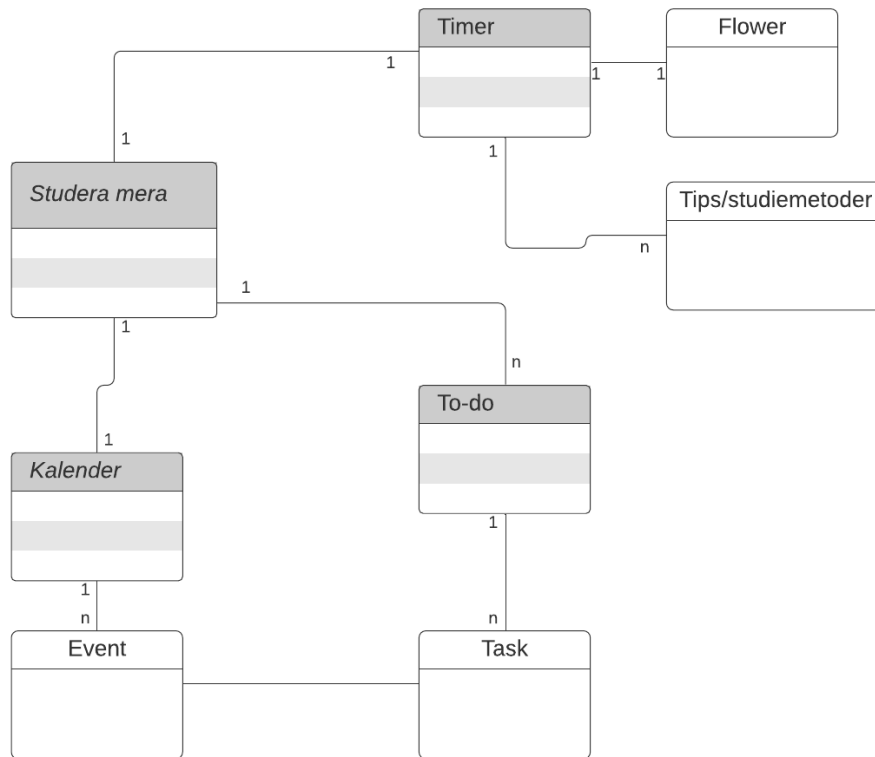 Timer
Flower
1
1
1
1
1
Tips/studiemetoder
Studera mera
n
1
1
n
To-do
1
Kalender
1
1
n
n
Event
Task